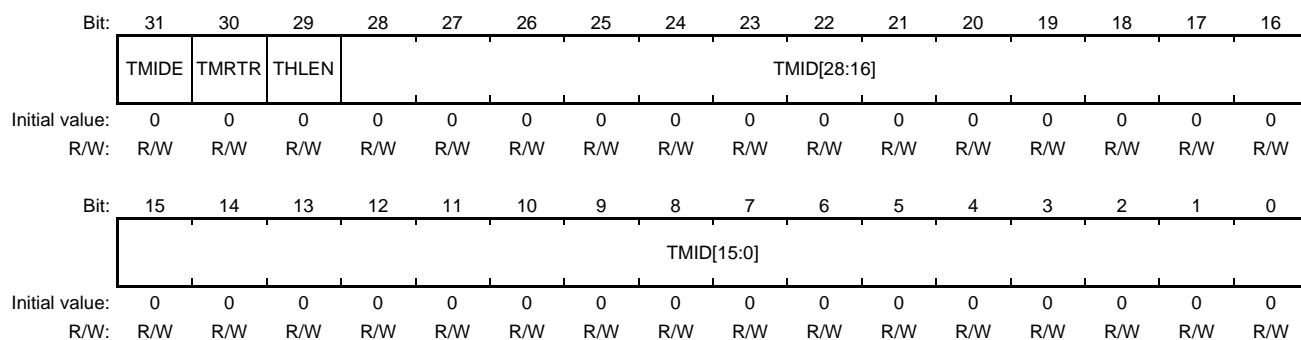 Bit: 31 30 29 28 27 26 25 24 23 22 21 20 19 18 17 16
TMIDE TMRTR THLEN TMID[28:16]
Initial value: 0 0 0 0 0 0 0 0 0 0 0 0 0 0 0 0
R/W: R/W R/W R/W R/W R/W R/W R/W R/W R/W R/W R/W R/W R/W R/W R/W R/W
Bit: 15 14 13 12 11 10 9 8 7 6 5 4 3 2 1 0
TMID[15:0]
Initial value: 0 0 0 0 0 0 0 0 0 0 0 0 0 0 0 0
R/W: R/W R/W R/W R/W R/W R/W R/W R/W R/W R/W R/W R/W R/W R/W R/W R/W